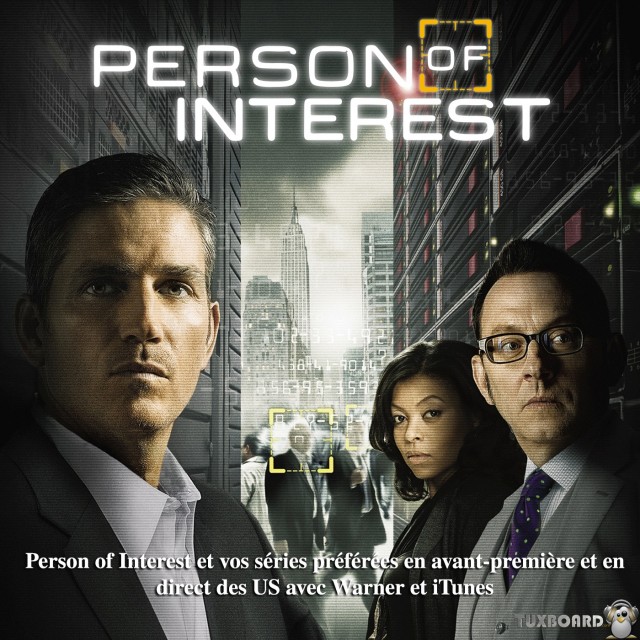 PERSON OF
INTEREST
Person of Interest et vos séries préférées en avant-première et en
direct des US avec Warner et iTunes
TUXBOARD